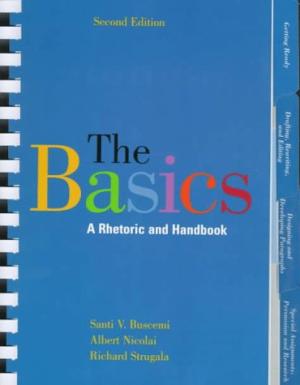 Second Edition
The
Basics
A Rhetoric and Handbook
Santi V. Buscemi
Albert Nicolai
Richard Strugala
Getting Ready
Drafting, Rewriting,
and Editing
Designing and
Developing Paragraphs
Special Assignments:
Persuasion and Research